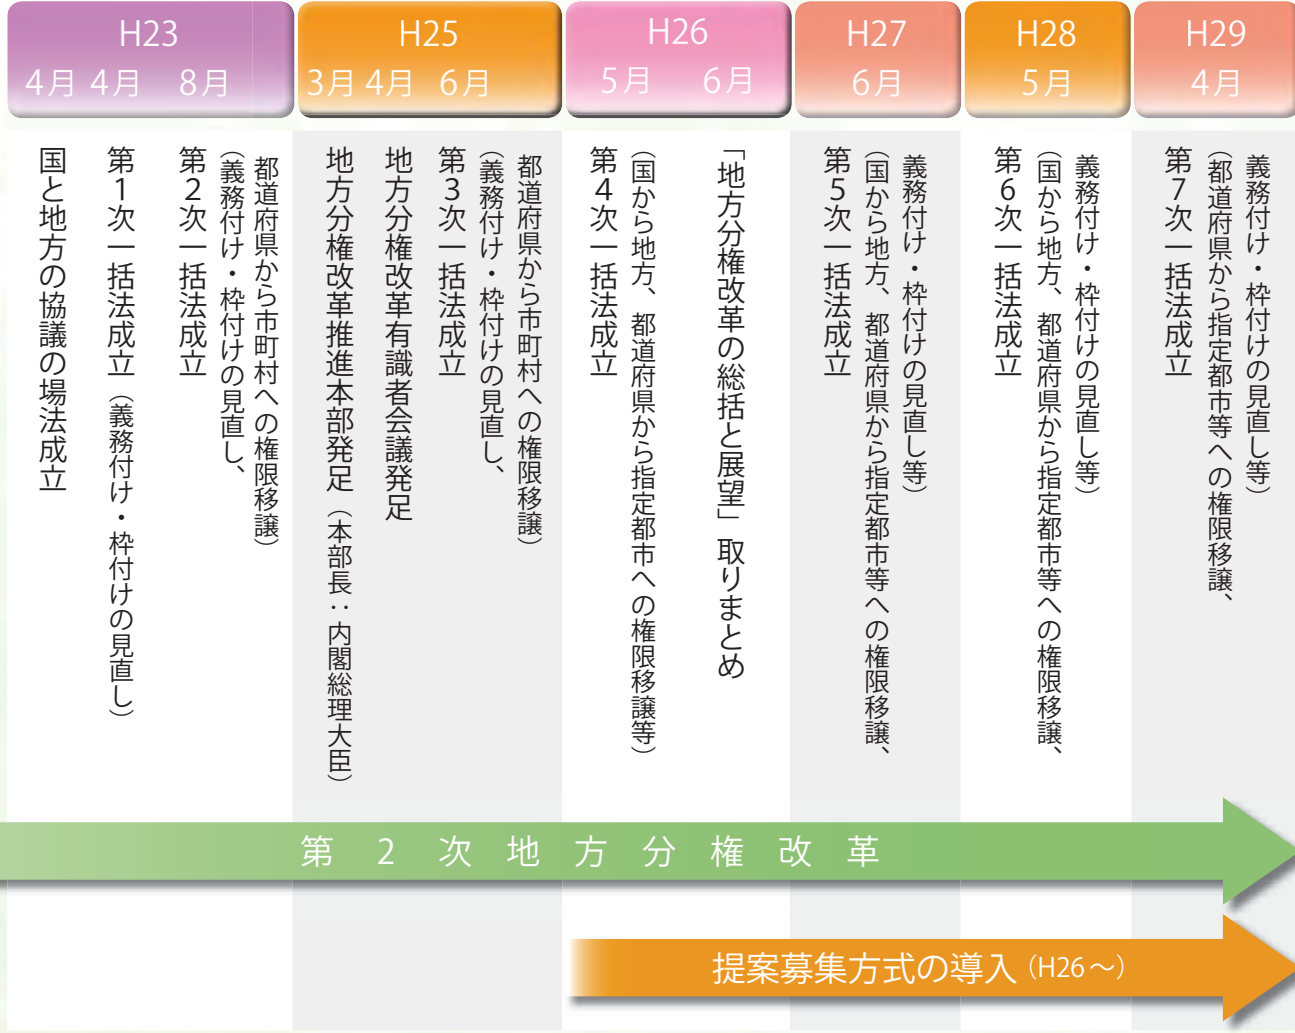 H23
4月 4月 8月
H25
3月 4月 6月
H26
5月 6月
H27
6月
H28
5月
H29
4月
国と地方の協議の場法成立
第1次一括法成立（義務付け・枠付けの見直し）
第2次一括法成立
（義務付け・枠付けの見直し、
都道府県から市町村への権限移譲）
地方分権改革推進本部発足（本部長：内閣総理大臣）
地方分権改革有識者会議発足
第3次一括法成立
（義務付け・枠付けの見直し、
都道府県から市町村への権限移譲）
第4次一括法成立
（国から地方、都道府県から指定都市への権限移譲等）
「地方分権改革の総括と展望」取りまとめ
第5次一括法成立
（国から地方、都道府県から指定都市等への権限移譲、
義務付け・枠付けの見直し等）
第6次一括法成立
（国から地方、都道府県から指定都市等への権限移譲、
義務付け・枠付けの見直し等）
第7次一括法成立
（都道府県から指定都市等への権限移譲、
義務付け・枠付けの見直し等）
第2次地方分権改革
提案募集方式の導入（H26～）